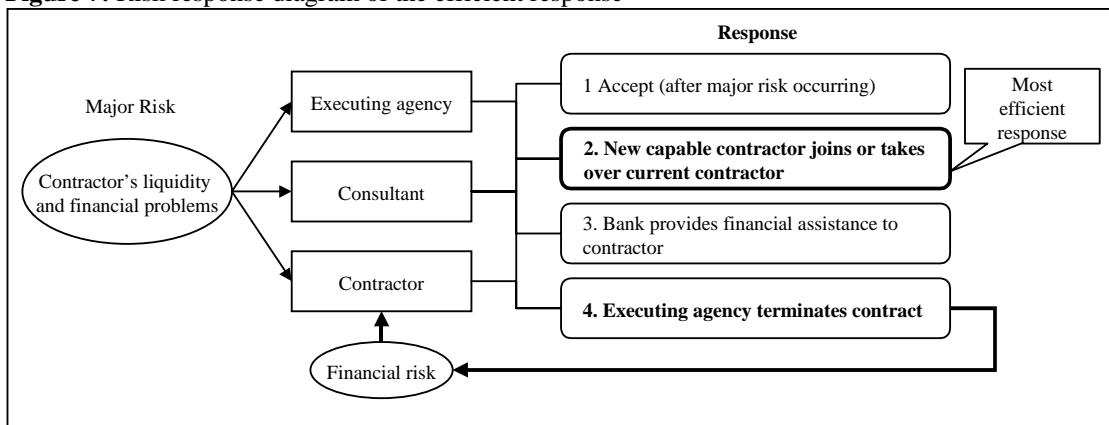 Figure 7. Risk response diagram of the efficient response
Response
Major Risk
Contractor's liquidity
and financial problems
Executing agency
Consultant
Contractor
Financial risk
1 Accept (after major risk occurring)
2. New capable contractor joins or takes
over current contractor
3. Bank provides financial assistance to
contractor
4. Executing agency terminates contract
Most
efficient
response